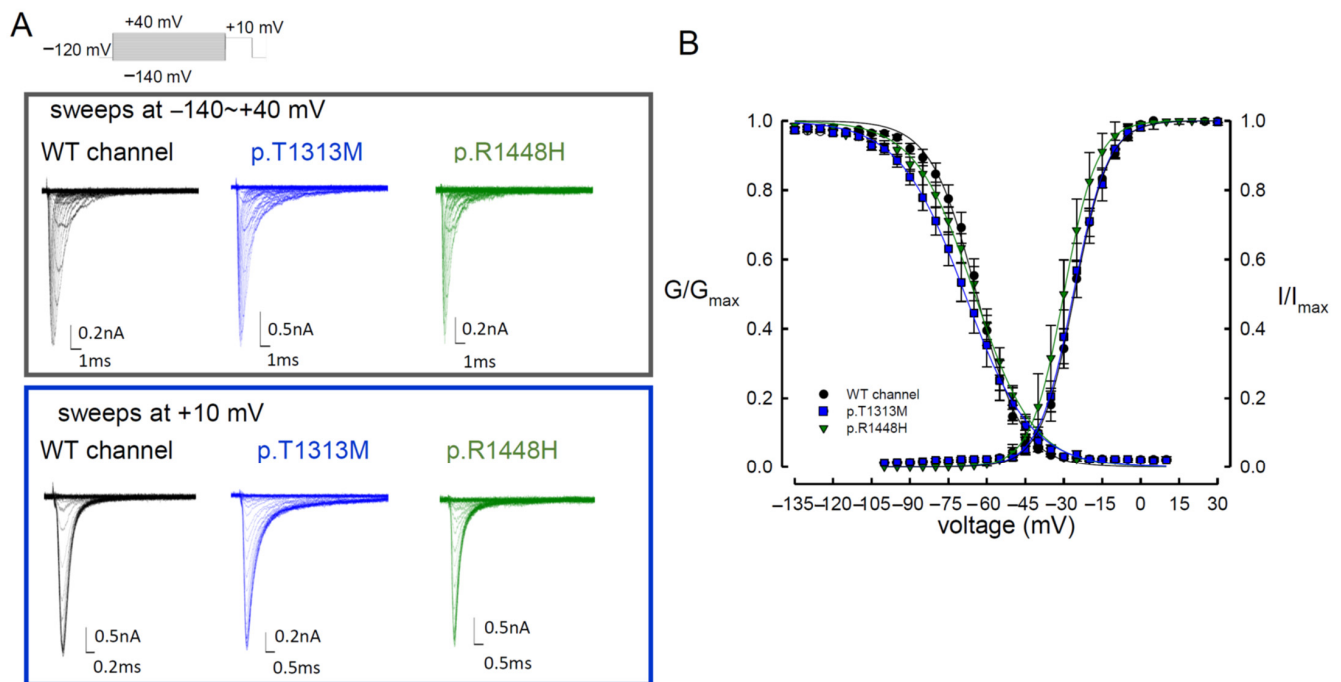 A
+40 mV
+10 mV
−120 mV
−140 mV
sweeps at −140~+40 mV
WT channel
p.T1313M
p.R1448H
0.2nA
1ms
0.5nA
1ms
0.2nA
1ms
sweeps at +10 mV
WT channel
p.T1313M
p.R1448H
0.5nA
0.2ms
0.2nA
0.5ms
0.5nA
0.5ms
B
1.0
0.8
0.6
0.4
0.2
0.0
G/Gmax
WT channel
p.T1313M
p.R1448H
1.0
0.8
0.6
0.4
0.2
0.0
I/Imax
−135 −120 −105 −90 −75 −60 −45 −30 −15 0 15 30
voltage (mV)